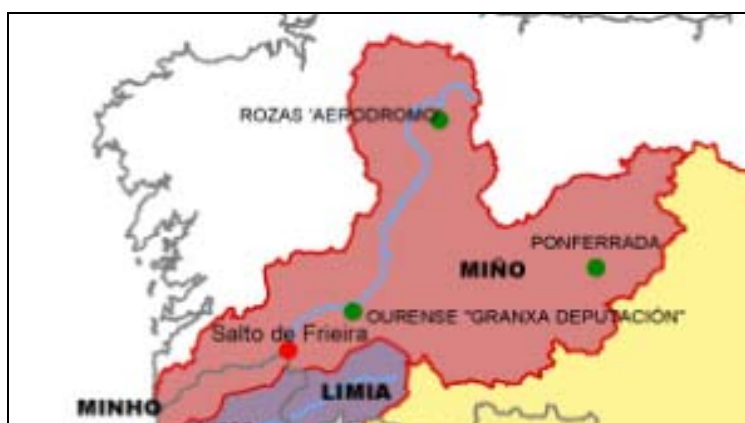 ROZAS 'AERODROMO'
PONFERRADA
MIÑO
OURENSE "GRANXA DEPUTACIÓN"
Salto de Frieira
LIMIA
MINHO